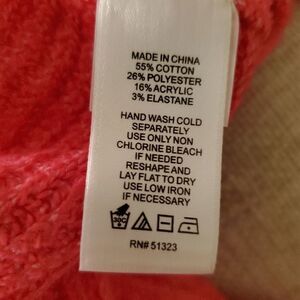 MADE IN CHINA
55% COTTON
26% POLYESTER
16% ACRYLIC
3% ELASTANE
HAND WASH COLD
SEPARATELY
USE ONLY NON
CHLORINE BLEACH
IF NEEDED
RESHAPE AND
LAY FLAT TO DRY
USE LOW IRON
IF NECESSARY
30C
RN# 51323